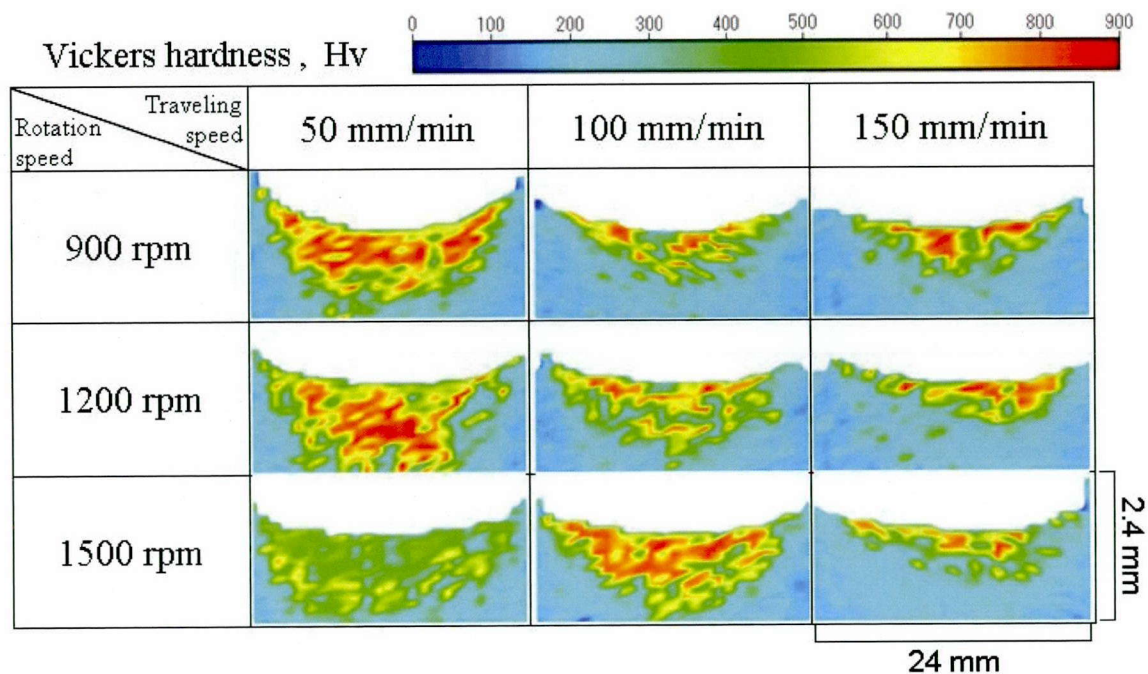 0 100 200 300 400 500 600 700 800 900
Vickers hardness , Hv
Traveling
speed
Rotation
speed
50 mm/min
100 mm/min
150 mm/min
900 rpm
1200 rpm
1500 rpm
2.4 mm
24 mm